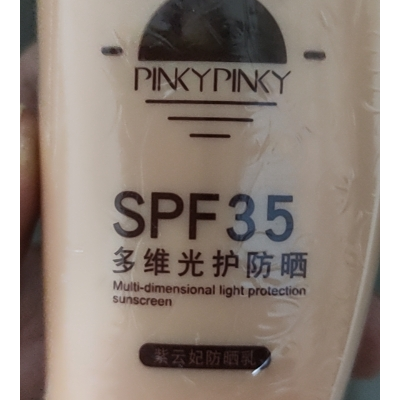 PINKYPINKY
SPF35
多维光护防晒
Multi-dimensional light protection
sunscreen
紫云妃防晒乳